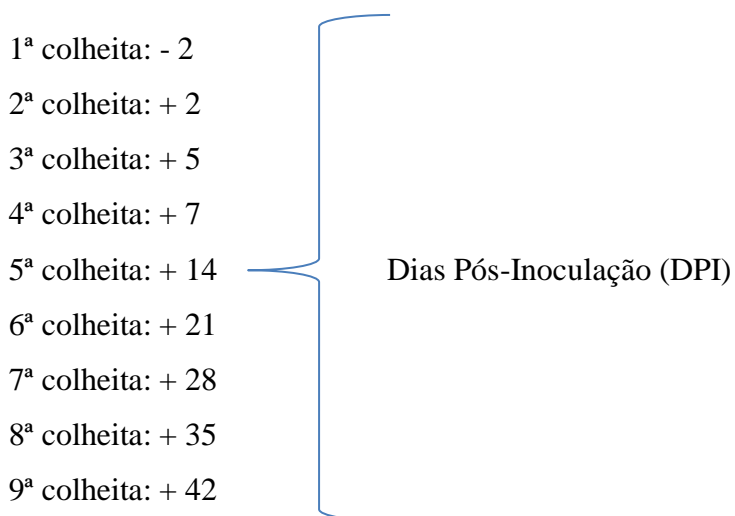 1ª colheita: - 2
2ª colheita: + 2
3ª colheita: + 5
4ª colheita: + 7
5ª colheita: + 14
Dias Pós-Inoculação (DPI)
6ª colheita: + 21
7ª colheita: + 28
8ª colheita: + 35
9ª colheita: + 42